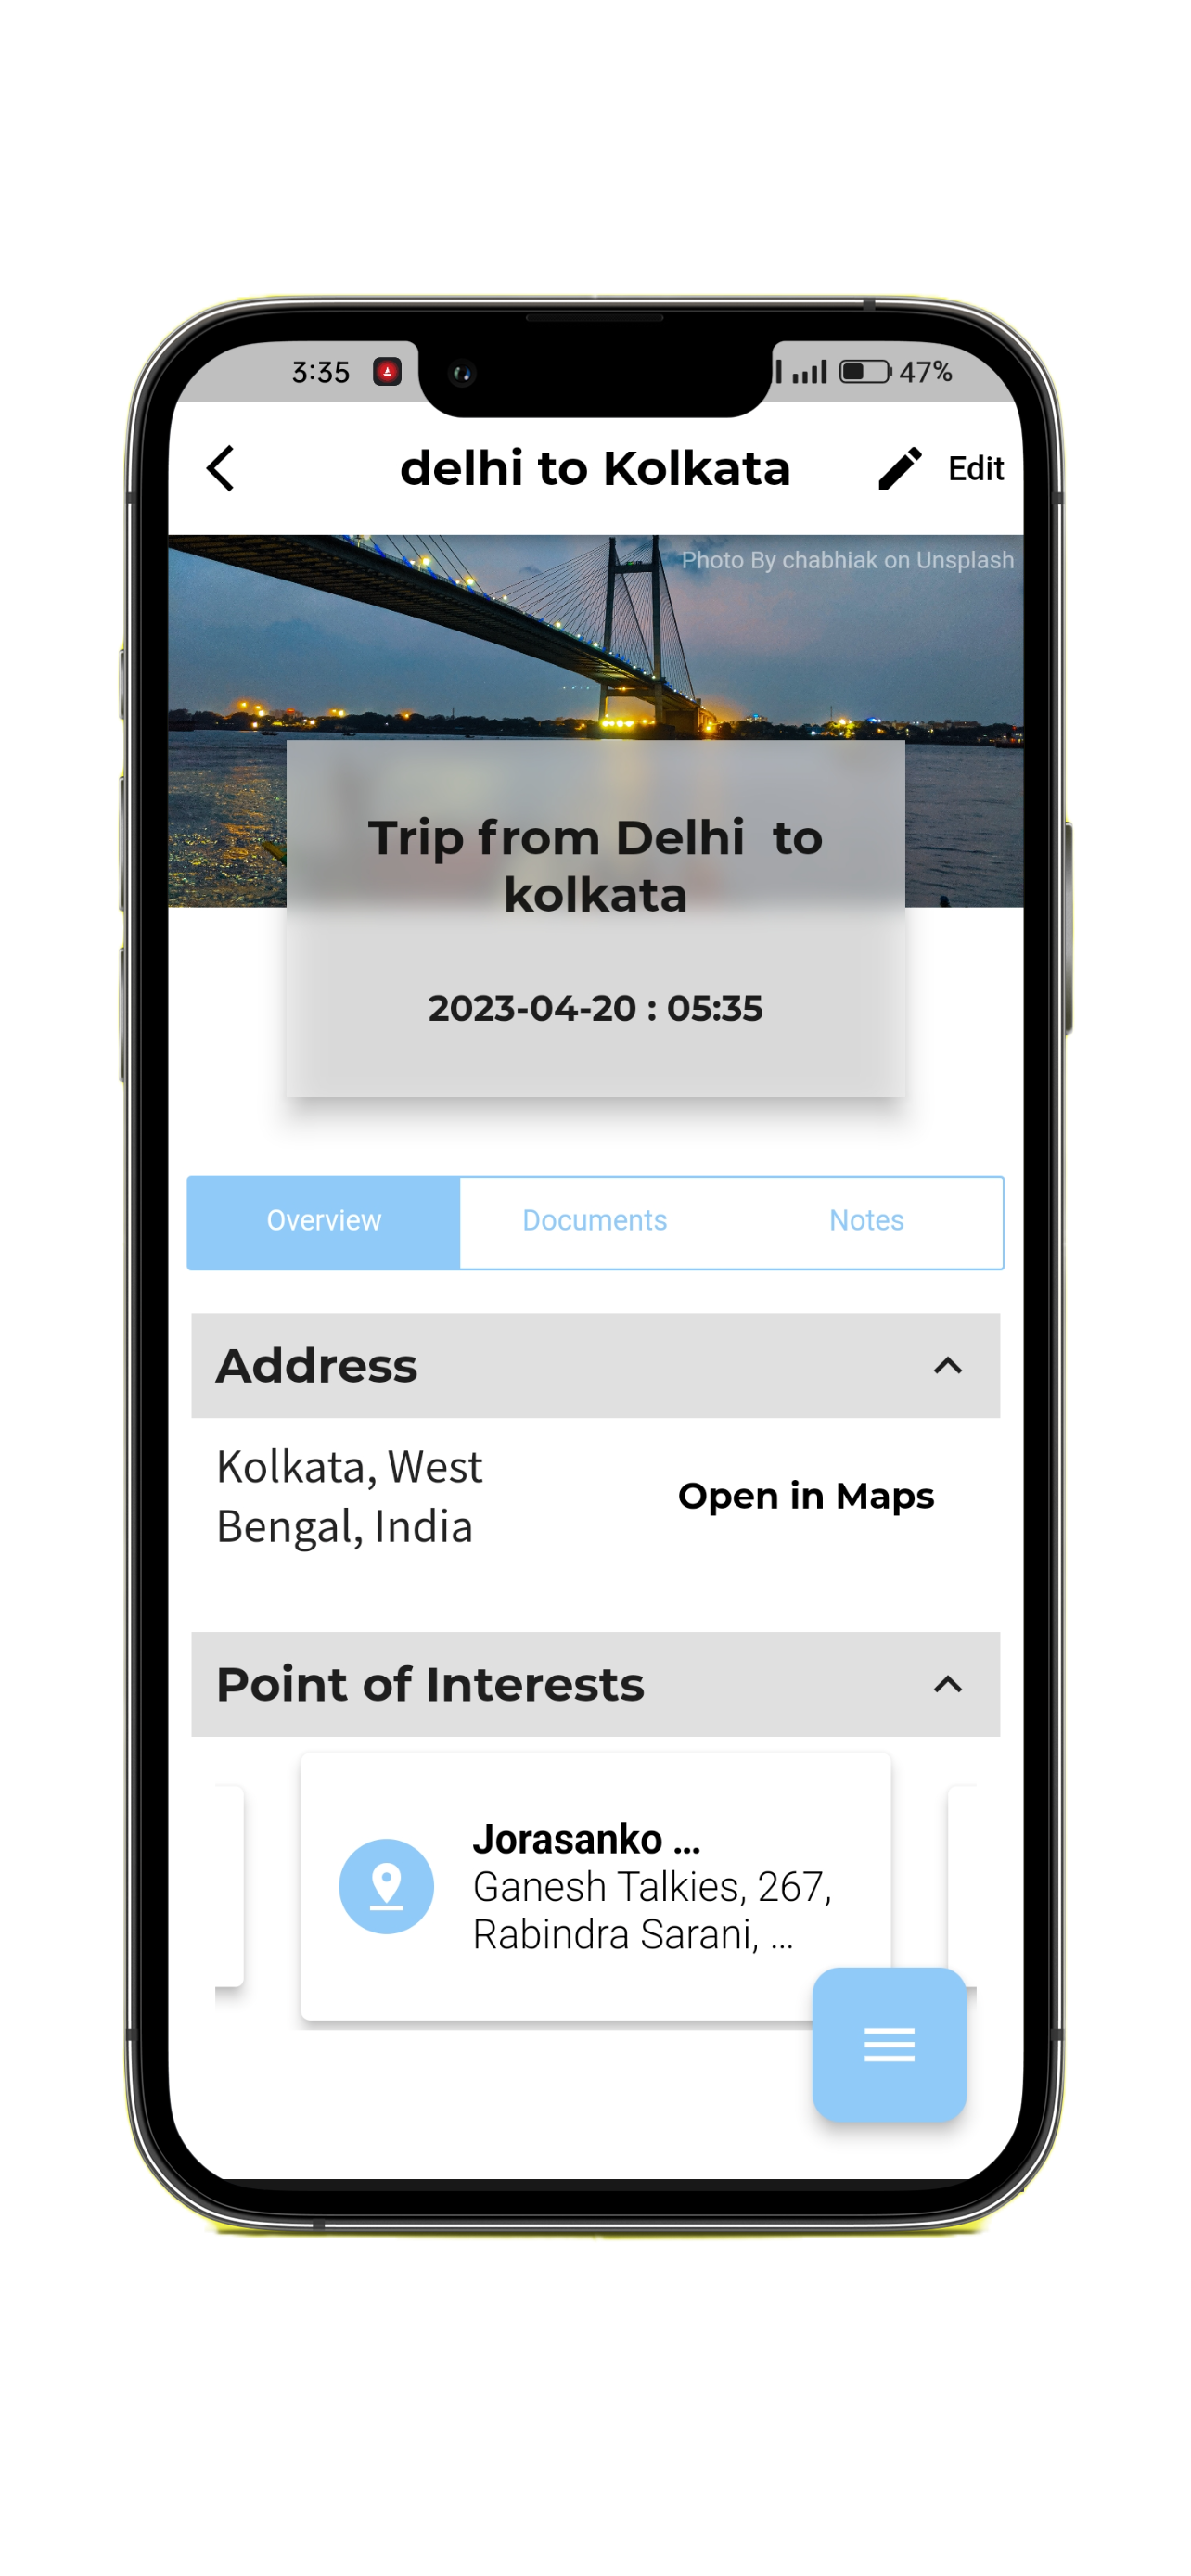 3:35
47%
delhi to Kolkata
Edit
Photo By chabhiak on Unsplash
Trip from Delhi  to
kolkata
2023-04-20 : 05:35
Overview
Documents
Notes
Address
Kolkata, West
Bengal, India
Open in Maps
Point of Interests
Jorasanko ...
Ganesh Talkies, 267,
Rabindra Sarani, ...